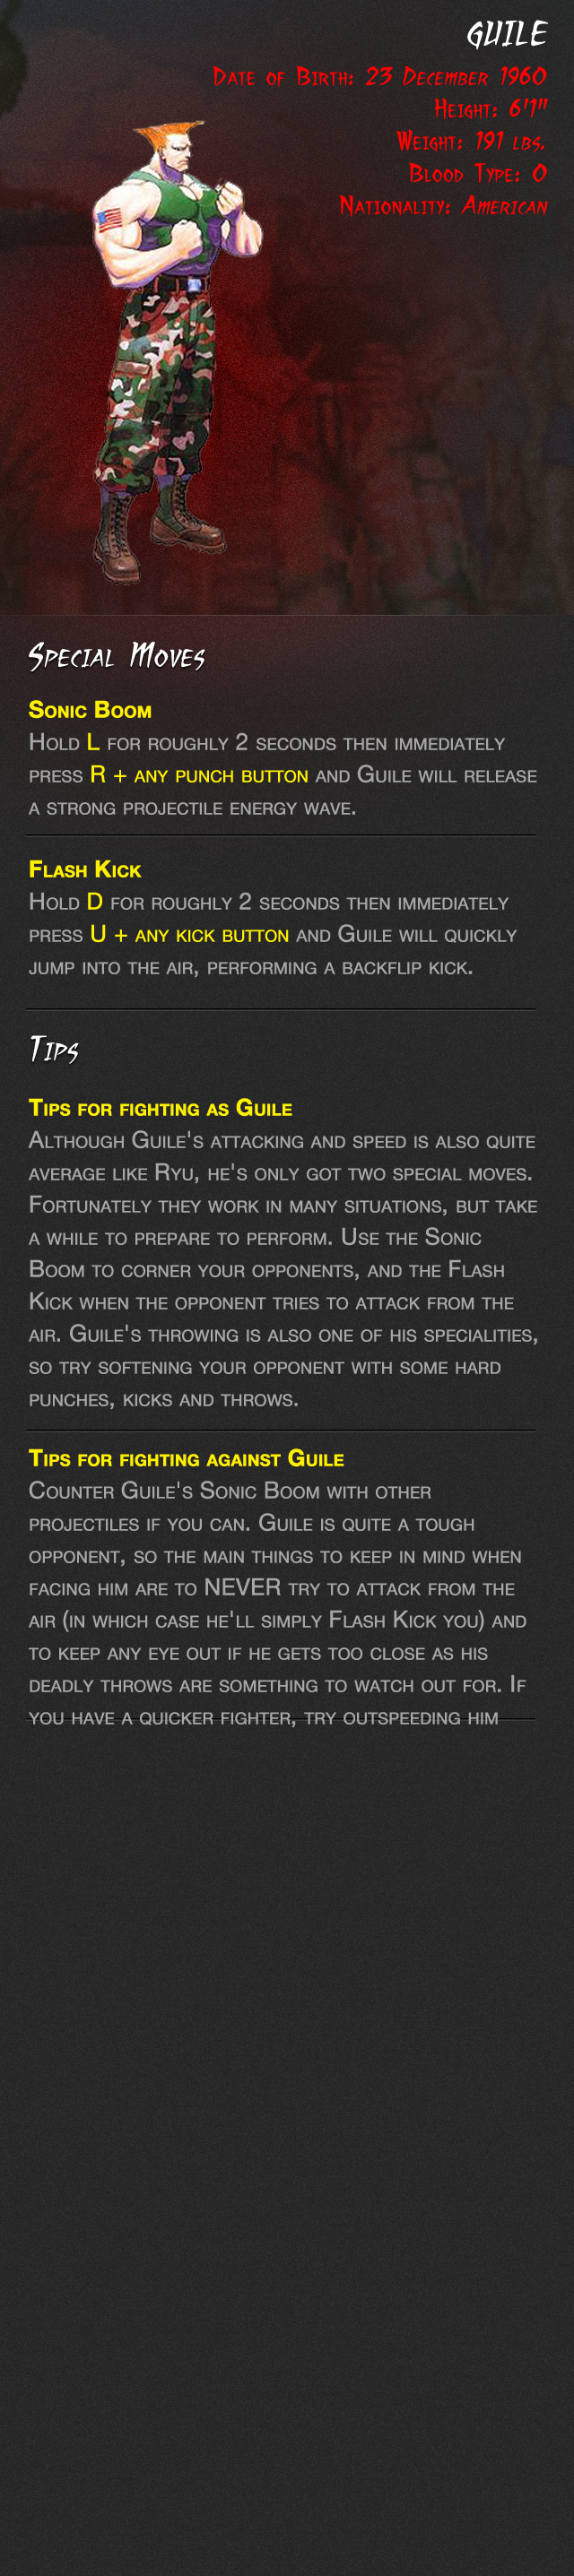 GUILE
Date of Birth: 23 December 1960
Height: 6'1"
Weight: 191 lbs.
Blood Type: O
Nationality: American
Special Moves
Sonic Boom
Hold L for roughly 2 seconds then immediately
press R + any punch button and Guile will release
a strong projectile energy wave.
Flash Kick
Hold D for roughly 2 seconds then immediately
press U + any kick button and Guile will quickly
jump into the air, performing a backflip kick.
Tips
Tips for fighting as Guile
Although Guile's attacking and speed is also quite
average like Ryu, he's only got two special moves.
Fortunately they work in many situations, but take
a while to prepare to perform. Use the Sonic
Boom to corner your opponents, and the Flash
Kick when the opponent tries to attack from the
air. Guile's throwing is also one of his specialities,
so try softening your opponent with some hard
punches, kicks and throws.
Tips for fighting against Guile
Counter Guile's Sonic Boom with other
projectiles if you can. Guile is quite a tough
opponent, so the main things to keep in mind when
facing him are to NEVER try to attack from the
air (in which case he'll simply Flash Kick you) and
to keep any eye out if he gets too close as his
deadly throws are something to watch out for. If
you have a quicker fighter, try outspeeding him